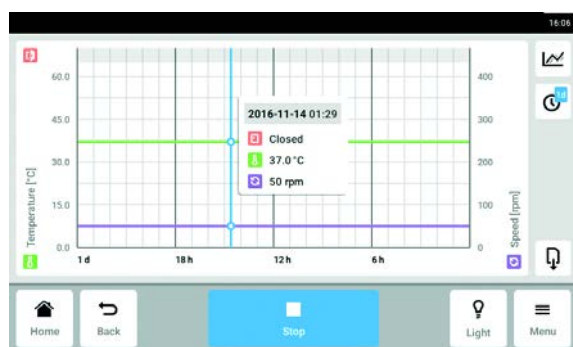 16:06
60.0
45.0
30.0
15.0
0.0
Temperature [°C]
400
300
200
100
0
Speed [rpm]
1 d
18 h
12 h
6 h
2016-11-14 01:29
Closed
37.0 °C
50 rpm
1d
Home
Back
Stop
Light
Menu